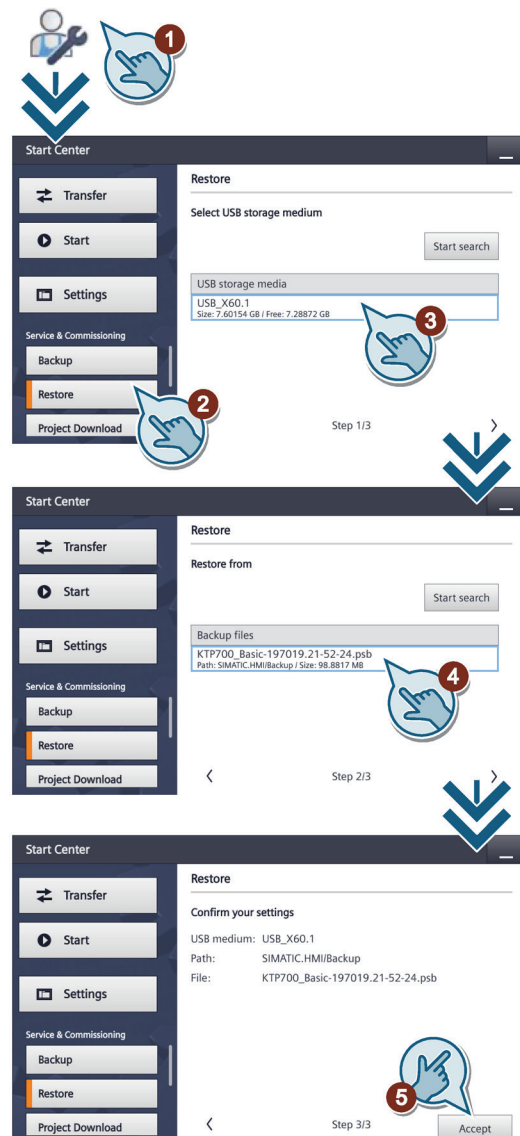 1
Start Center
Transfer
Start
Settings
Service & Commissioning
Backup
Restore
Project Download
2
Restore
Select USB storage medium
Start search
USB storage media
USB_X60.1
Size: 7.60154 GB / Free: 7.28872 GB
3
Step 1/3
Start Center
Transfer
Start
Settings
Service & Commissioning
Backup
Restore
Project Download
Restore
Restore from
Start search
Backup files
KTP700_Basic-197019.21-52-24.psb
Path: SIMATIC.HMI/Backup / Size: 98.8817 MB
4
Step 2/3
Start Center
Transfer
Start
Settings
Service & Commissioning
Backup
Restore
Project Download
Restore
Confirm your settings
USB medium: USB_X60.1
Path: SIMATIC.HMI/Backup
File: KTP700_Basic-197019.21-52-24.psb
5
Step 3/3
Accept